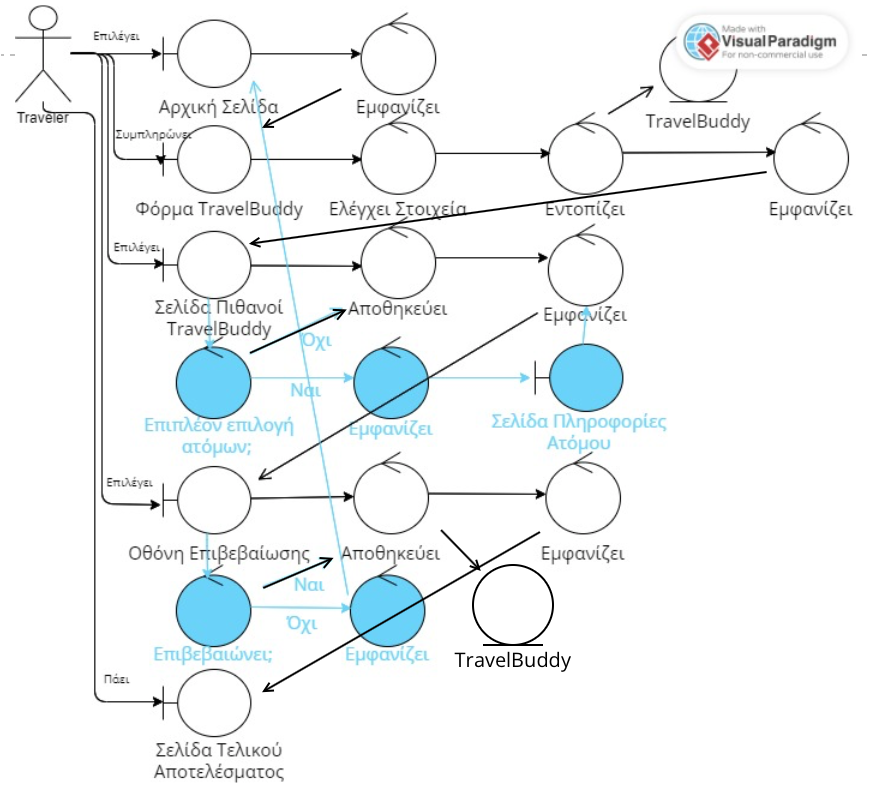 Made with
VisualParadigm
For non-commercial use
Επιλέγει
Traveler
Αρχική Σελίδα
Εμφανίζει
TravelBuddy
Συμπληρώνει
Φόρμα TravelBuddy
Ελέγχει Στοιχεία
Εντοπίζει
Εμφανίζει
Επιλέγει
Σελίδα Πιθανοί
TravelBuddy
Αποθηκεύει
Εμφανίζει
Όχι
Ναι
Επιπλέον επιλογή
ατόμων;
Εμφανίζει
Σελίδα Πληροφορίες
Ατόμου
Επιλέγει
Οθόνη Επιβεβαίωσης
Αποθηκεύει
Εμφανίζει
Ναι
Όχι
Επιβεβαιώνει;
Εμφανίζει
TravelBuddy
Πάει
Σελίδα Τελικού
Αποτελέσματος